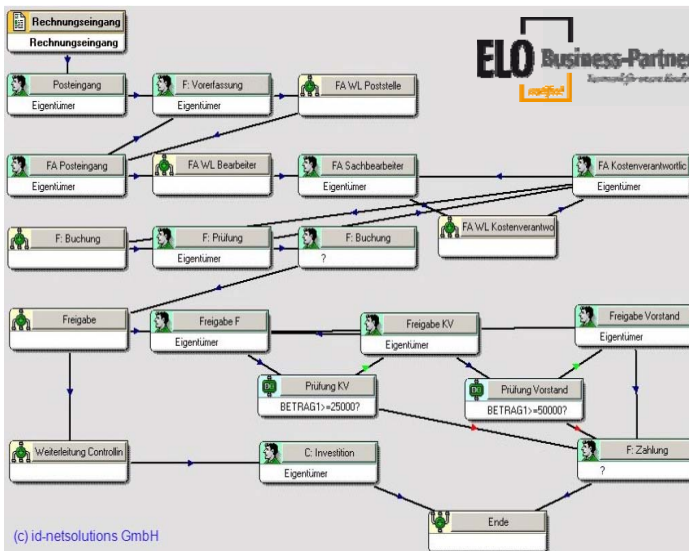 Rechnungseingang
Rechnungseingang
ELO Business-Partner
Posteingang
Eigentümer
F: Vorerfassung
Eigentümer
FA WL Poststelle
FA Posteingang
Eigentümer
FA WL Bearbeiter
FA Sachbearbeiter
Eigentümer
FA Kostenverantwortlic
Eigentümer
FA WL Kostenverantwo
F: Buchung
F: Prüfung
Eigentümer
F: Buchung
?
Freigabe
Freigabe F
Eigentümer
Freigabe KV
Eigentümer
Freigabe Vorstand
Eigentümer
Prüfung KV
BETRAG1>=25000?
Prüfung Vorstand
BETRAG1>=50000?
Weiterleitung Controllin
C: Investition
Eigentümer
F: Zahlung
?
Ende
(c) id-netsolutions GmbH